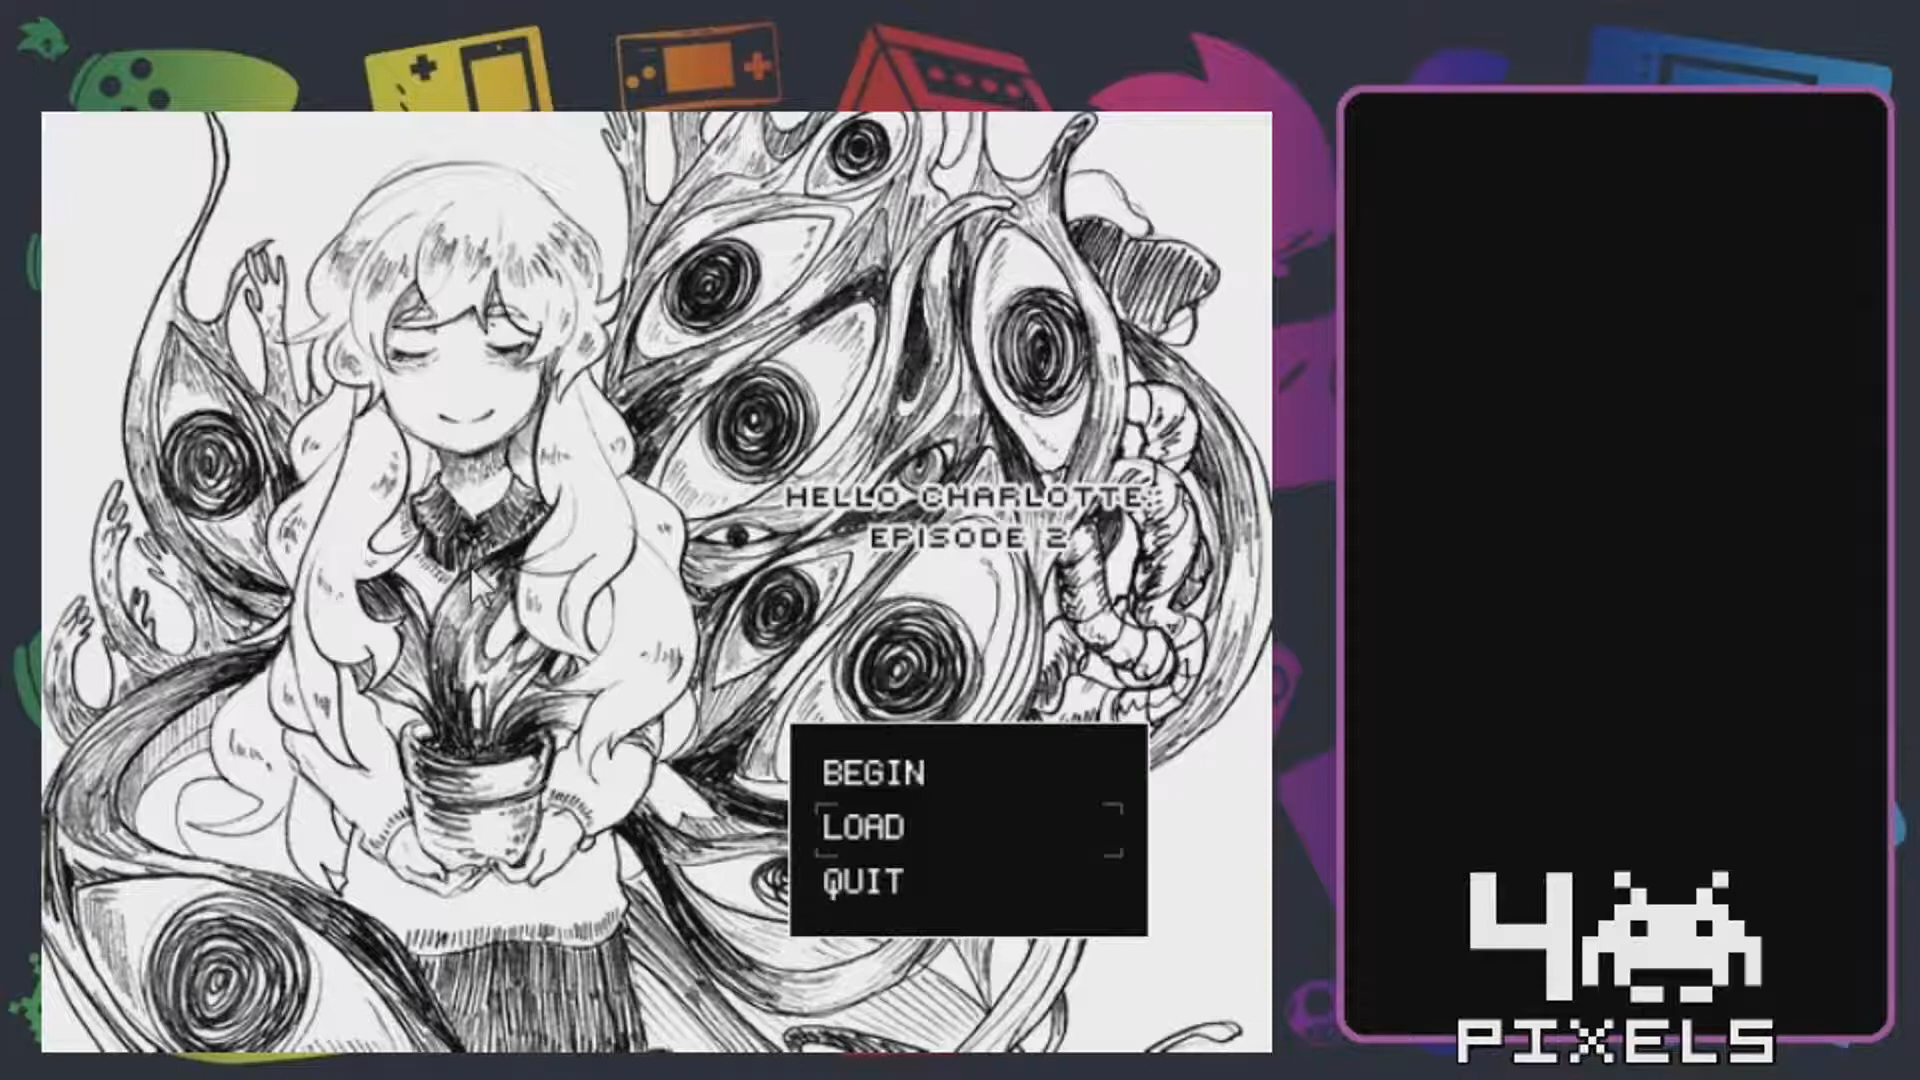 HELLO CHARLOTTE:
EPISODE 2
BEGIN
LOAD
QUIT
4
PIXELS